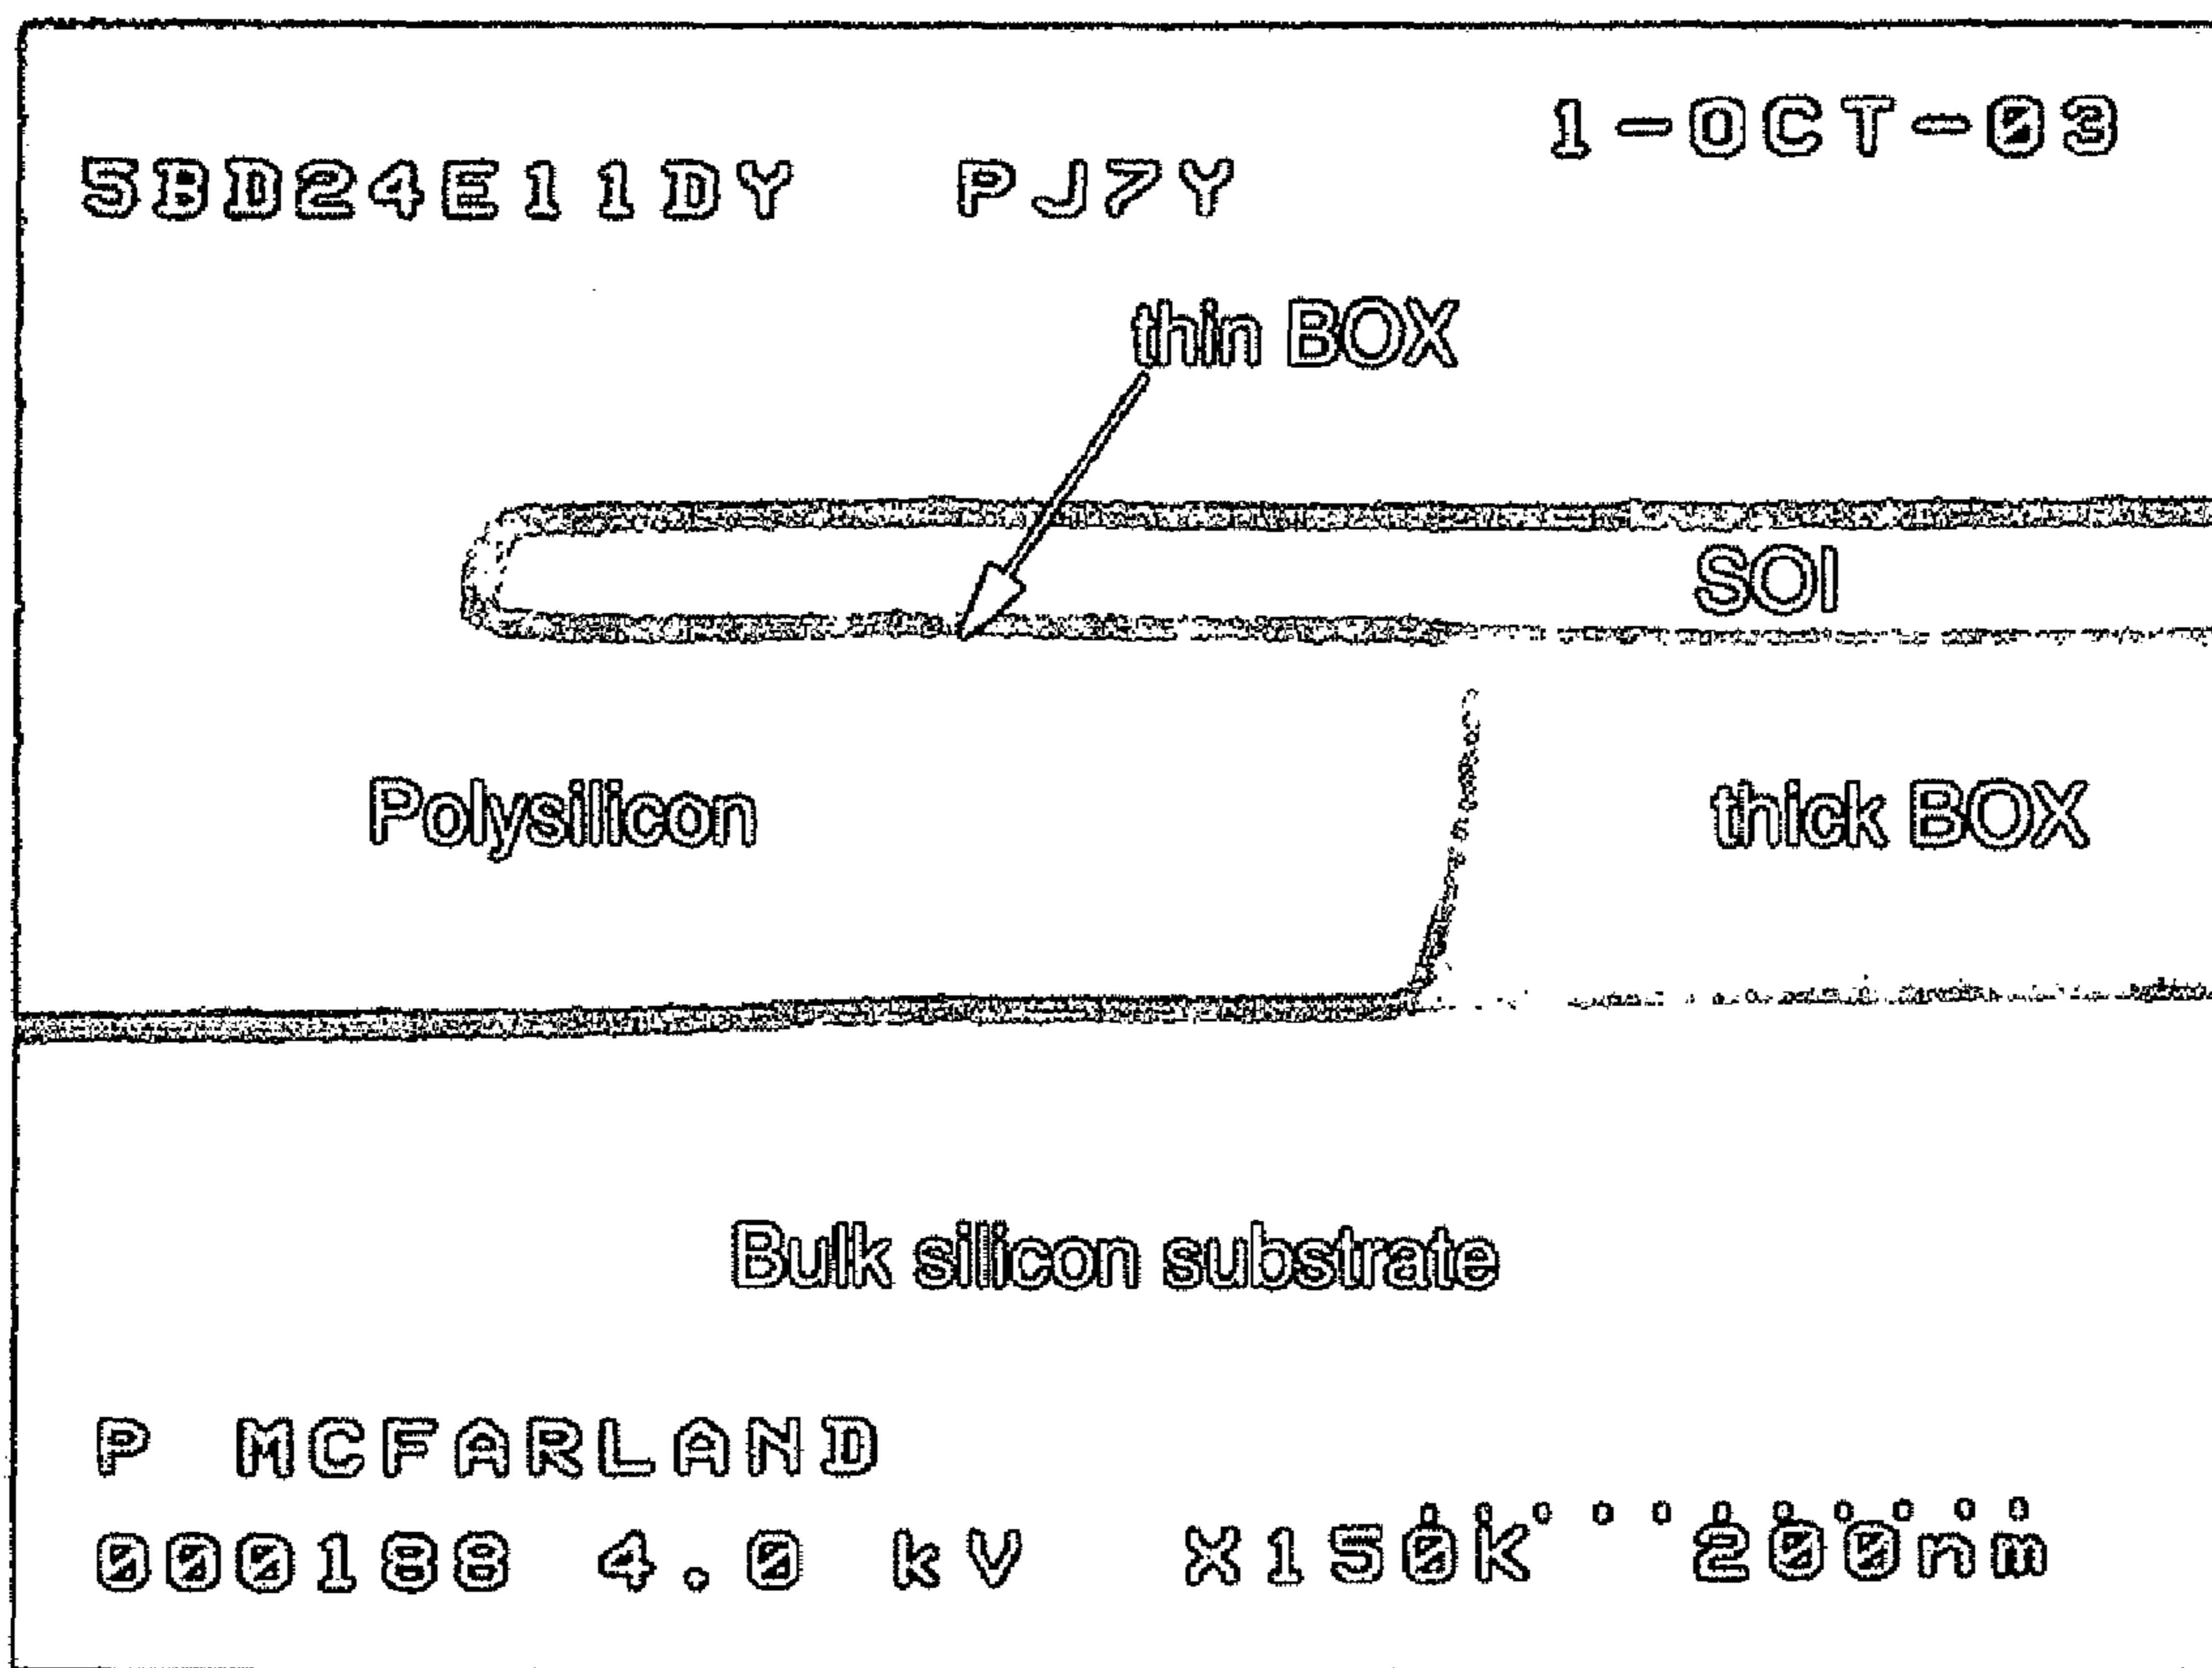 1-OCT-03
5BD24E11DY PJ7Y
thin BOX
SOI
Polysilicon
thick BOX
Bulk silicon substrate
P MCFARLAND
000188 4.0 kV X150K 200nm